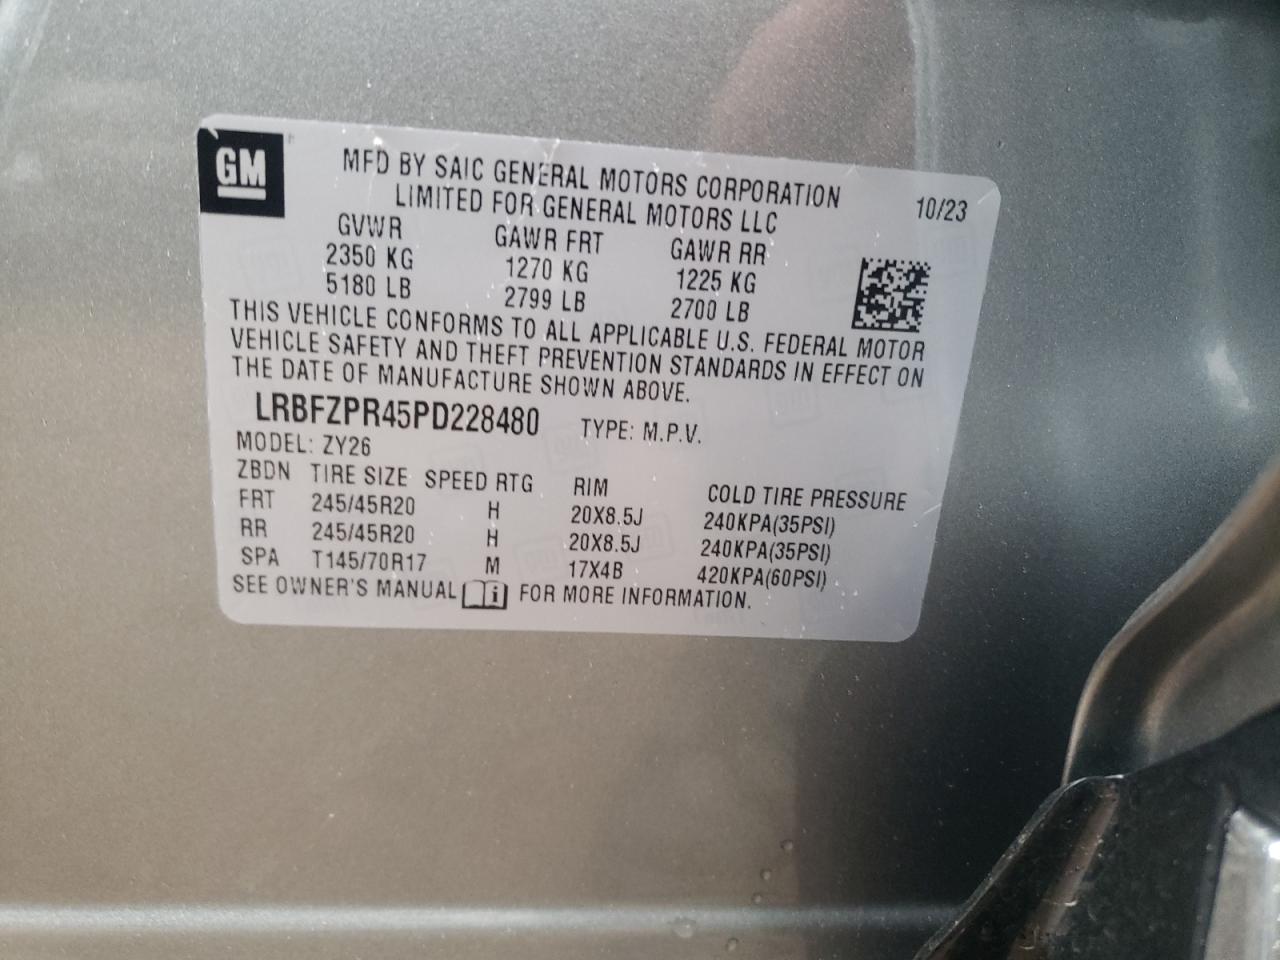 GM
MFD BY SAIC GENERAL MOTORS CORPORATION
LIMITED FOR GENERAL MOTORS LLC
10/23
GVWR GAWR FRT GAWR RR
2350 KG 1270 KG 1225 KG
5180 LB 2799 LB 2700 LB
THIS VEHICLE CONFORMS TO ALL APPLICABLE U.S. FEDERAL MOTOR
VEHICLE SAFETY AND THEFT PREVENTION STANDARDS IN EFFECT ON
THE DATE OF MANUFACTURE SHOWN ABOVE.
LRBFZPR45PD228480 TYPE: M.P.V.
MODEL: ZY26
ZBDN TIRE SIZE SPEED RTG RIM COLD TIRE PRESSURE
FRT 245/45R20 H 20X8.5J 240KPA(35PSI)
RR 245/45R20 H 20X8.5J 240KPA(35PSI)
SPA T145/70R17 M 17X4B 420KPA(60PSI)
SEE OWNER'S MANUAL i FOR MORE INFORMATION.